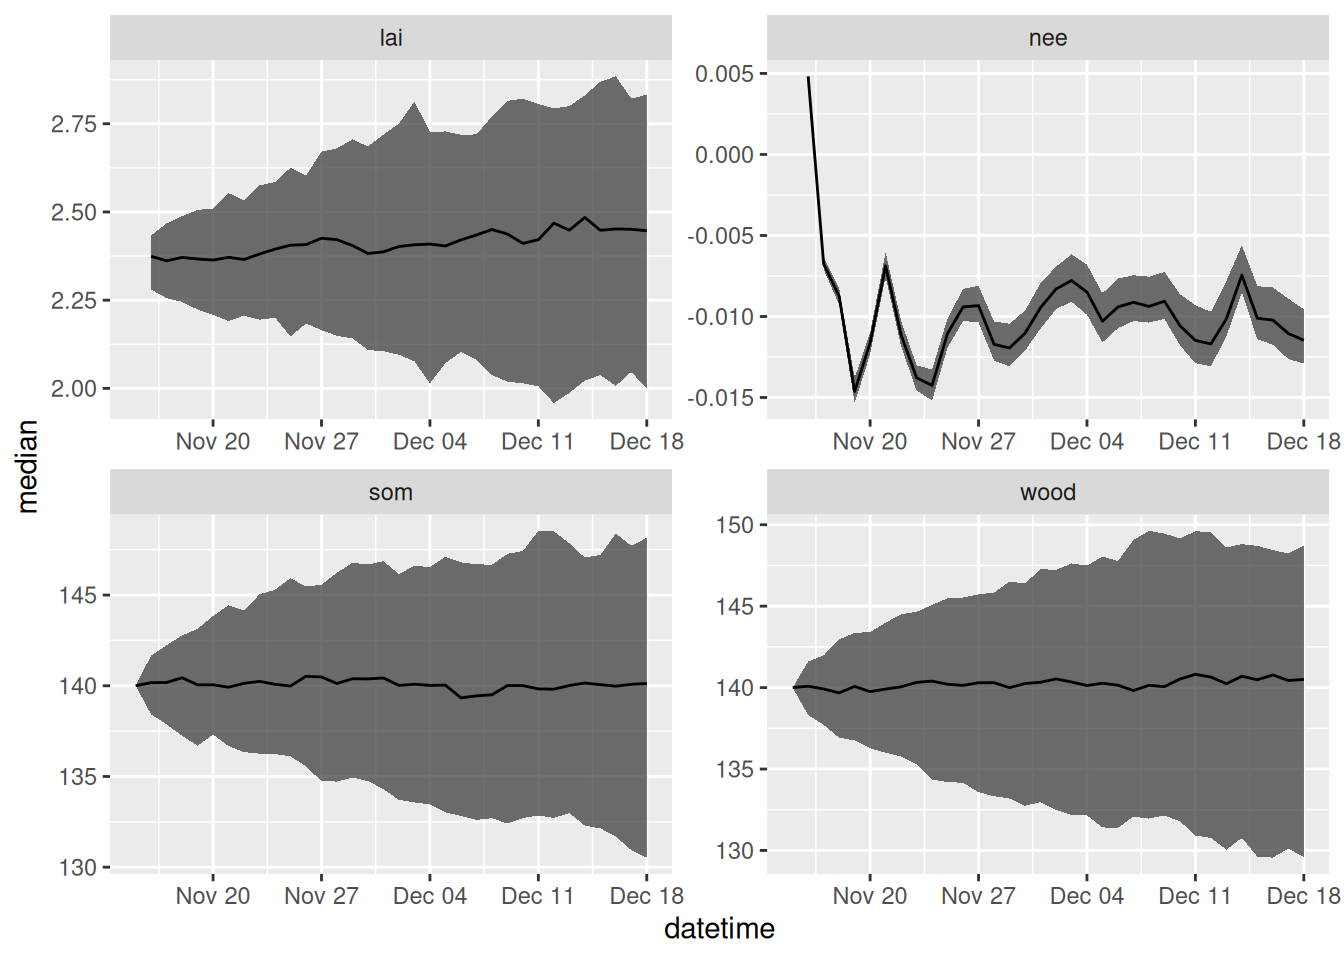 lai
nee
2.75
2.50
2.25
2.00
0.005
0.000
-0.005
-0.010
-0.015
Nov 20 Nov 27 Dec 04 Dec 11 Dec 18
Nov 20 Nov 27 Dec 04 Dec 11 Dec 18
median
som
wood
145
140
135
130
150
145
140
135
130
Nov 20 Nov 27 Dec 04 Dec 11 Dec 18
Nov 20 Nov 27 Dec 04 Dec 11 Dec 18
datetime